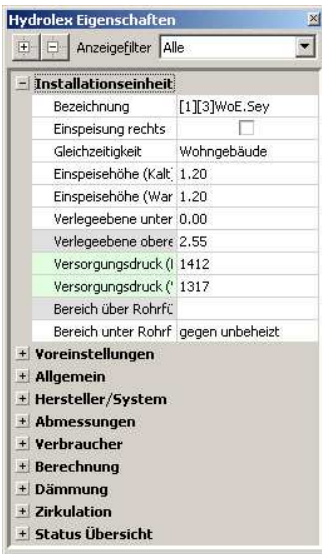 Hydrolex Eigenschaften
Anzeigefilter Alle
Installationseinheit
Bezeichnung [1][3]WoE.Sey
Einspeisung rechts
Gleichzeitigkeit Wohngebäude
Einspeisehöhe (Kalt 1.20
Einspeisehöhe (War 1.20
Verlegeebene unter 0.00
Verlegeebene obere 2.55
Versorgungsdruck ( 1412
Versorgungsdruck (' 1317
Bereich über Rohrfü
Bereich unter Rohrf gegen unbeheizt
Voreinstellungen
Allgemein
Hersteller/System
Abmessungen
Verbraucher
Berechnung
Dämmung
Zirkulation
Status Übersicht